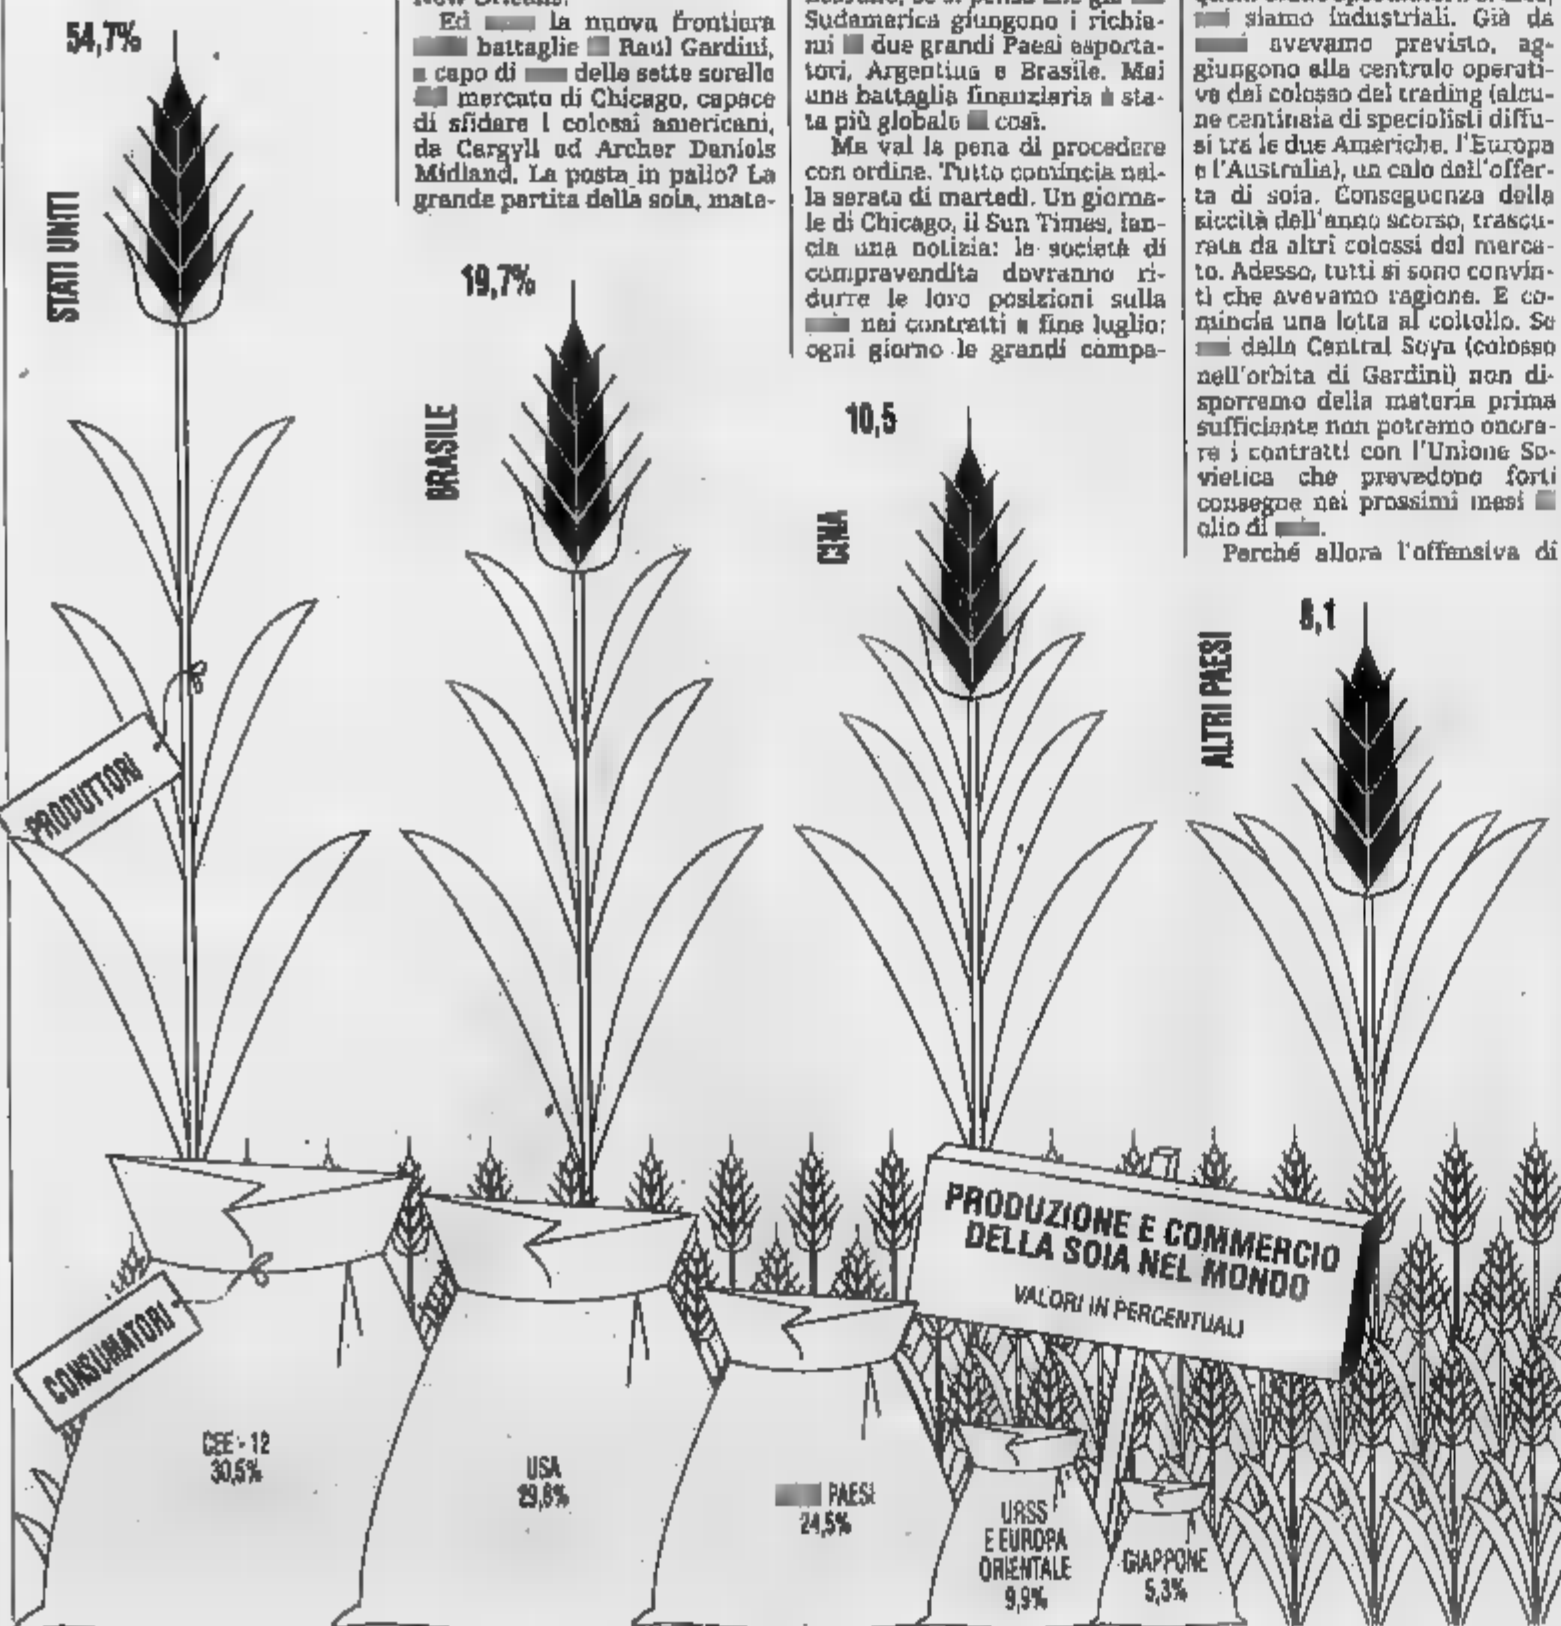 Ed la nuova frontiera
battaglie Raul Gardini,
a capo di delle sette sorelle
mercato di Chicago, capace
di sfidare i colossi americani,
da Cargyll ad Archer Daniels
Midland. La posta in palio? La
grande partita della soia, mate-
Sudamerica giungono i richia-
mi due grandi Paesi esporta-
tori, Argentina e Brasile. Mai
una battaglia finanziaria è sta-
ta più globale così.
Ma val la pena di procedere
con ordine. Tutto comincia nel-
la serata di martedì. Un giorna-
le di Chicago, il Sun Times, lan-
cia una notizia: le società di
compravendita dovranno ri-
durre le loro posizioni sulla
nei contratti a fine luglio:
ogni giorno le grandi compa-
siamo industriali. Già da
avevamo previsto, ag-
giungono alla centrale operati-
va del colosso del trading (alcu-
ne centinaia di specialisti diffu-
si tra le due Americhe, l'Europa
e l'Australia), un calo dell'offer-
ta di soia. Conseguenza della
siccità dell'anno scorso, trascu-
rata da altri colossi del merca-
to. Adesso, tutti si sono convin-
ti che avevamo ragione. E co-
mincia una lotta al coltello. Se
della Central Soya (colosso
nell'orbita di Gardini) non di-
sporremo della materia prima
sufficiente non potremo onora-
re i contratti con l'Unione So-
vietica che prevedono forti
consegne nei prossimi mesi
olio di
Perché allora l'offensiva di
54,7%
STATI UNITI
19,7%
BRASILE
10,5
CINA
ALTRI PAESI
PRODUTTORI
PRODUZIONE E COMMERCIO
DELLA SOIA NEL MONDO
VALORI IN PERCENTUALI
CONSUMATORI
CEE - 12
30,5%
USA
29,8%
PAESI
24,5%
URSS
E EUROPA
ORIENTALE
9,9%
GIAPPONE
5,3%